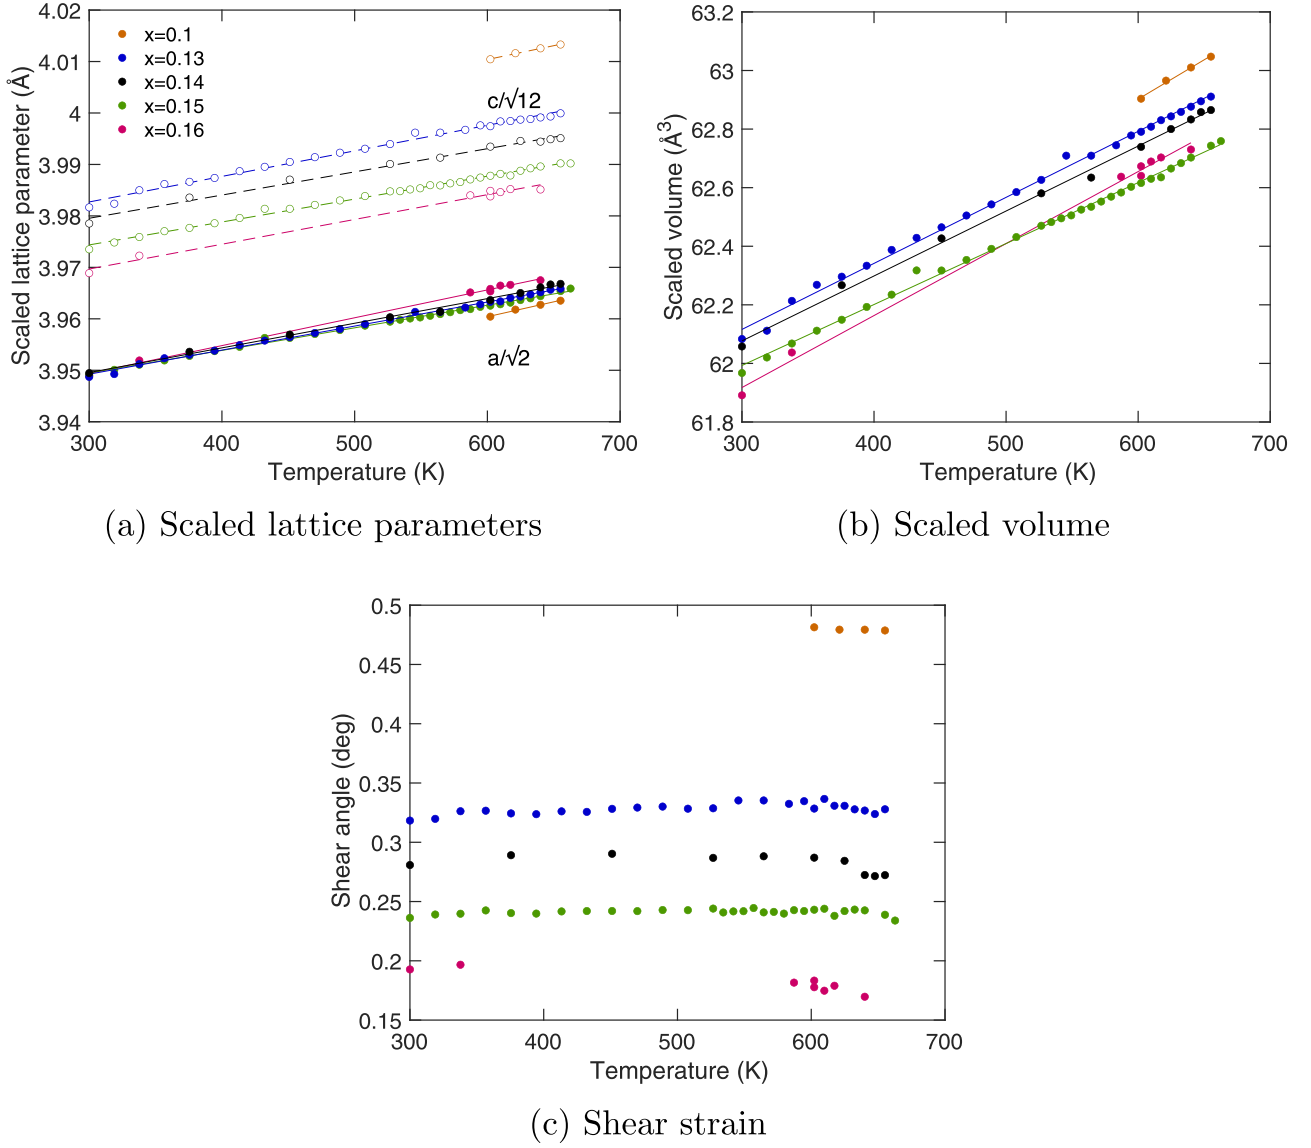 4.02
4.01
4
3.99
3.98
3.97
3.96
3.95
3.94
Scaled lattice parameter (Å)
x=0.1
x=0.13
x=0.14
x=0.15
x=0.16
c/√12
a/√2
300 400 500 600 700
Temperature (K)
(a) Scaled lattice parameters
63.2
63
62.8
62.6
62.4
62.2
62
61.8
Scaled volume (Å³)
300 400 500 600 700
Temperature (K)
(b) Scaled volume
0.5
0.45
0.4
0.35
0.3
0.25
0.2
0.15
Shear angle (deg)
300 400 500 600 700
Temperature (K)
(c) Shear strain